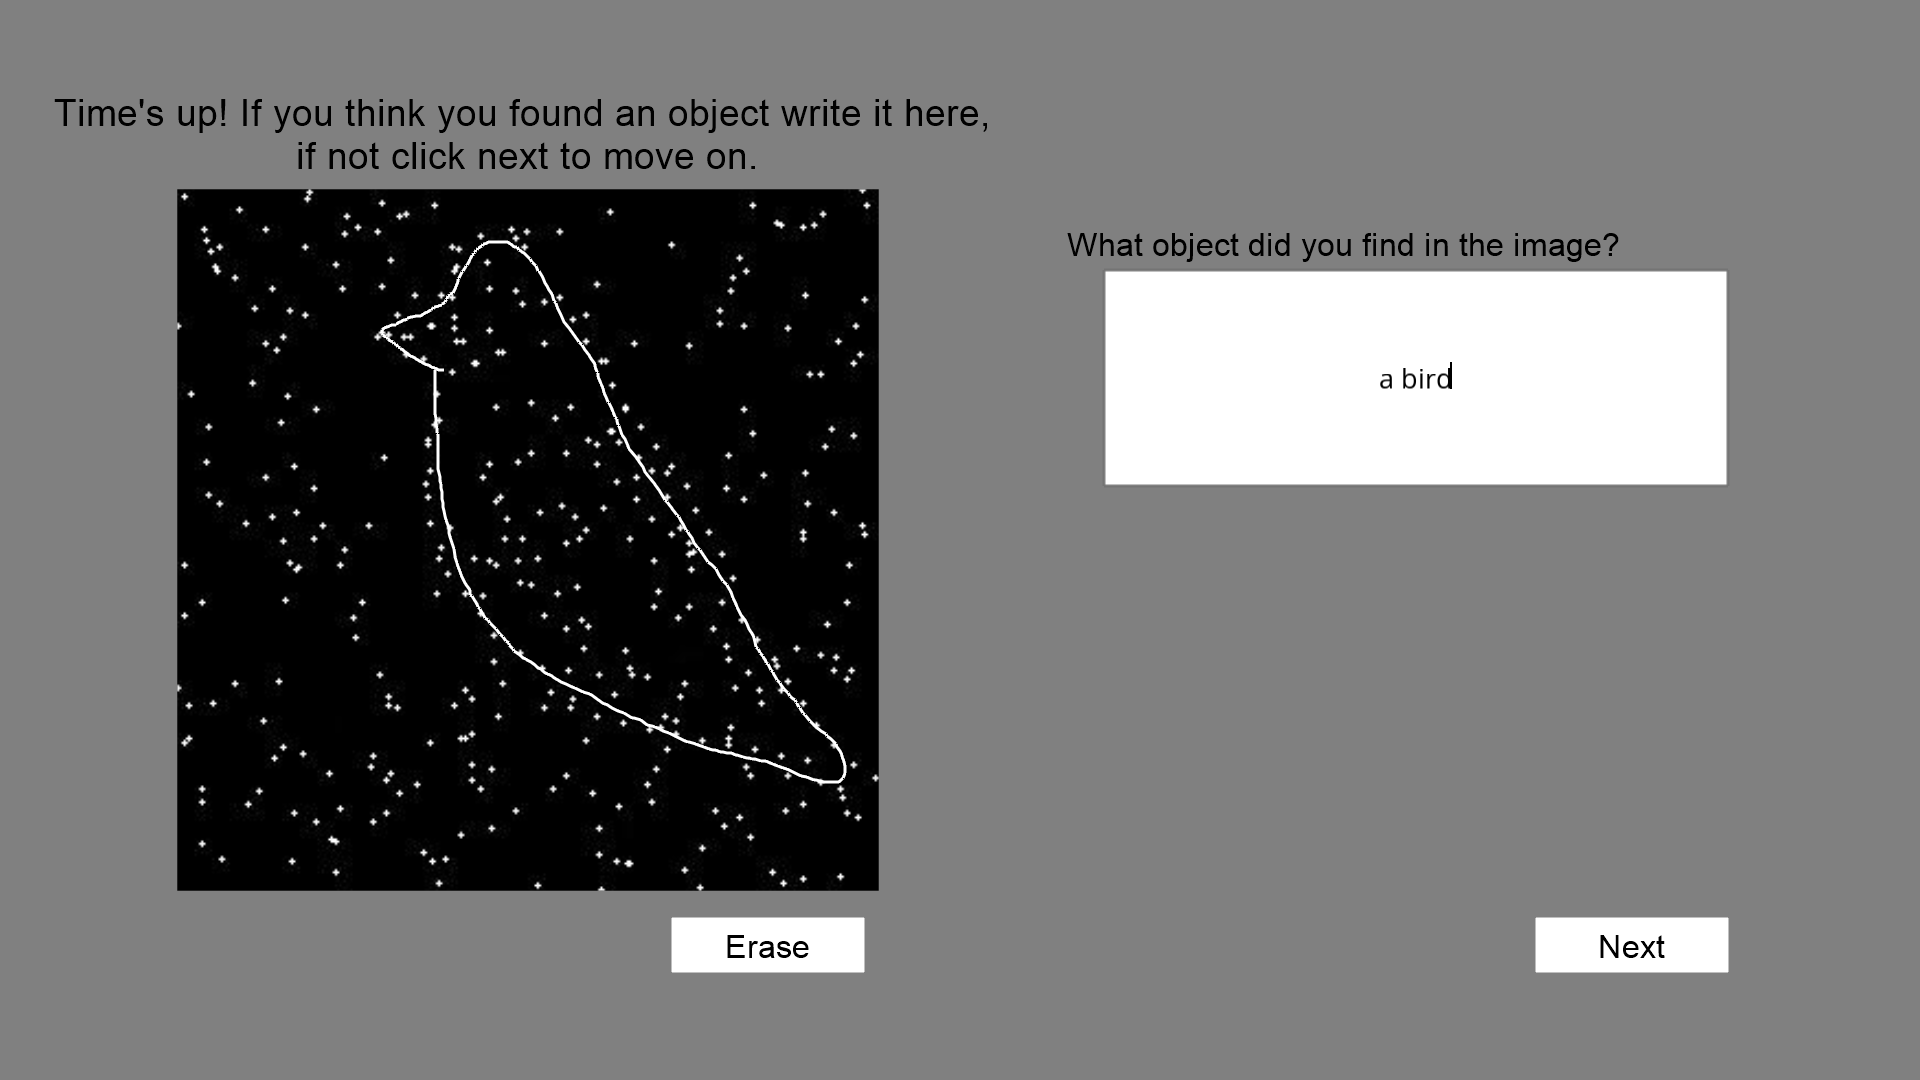 Time's up! If you think you found an object write it here,
if not click next to move on.
What object did you find in the image?
a bird
Erase
Next